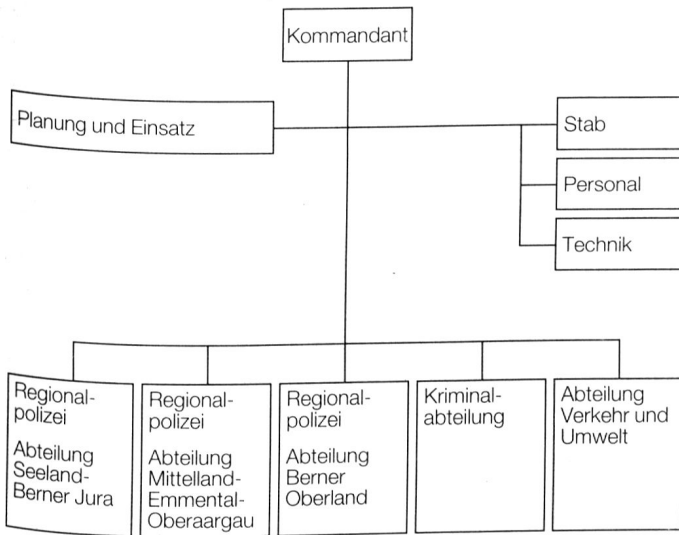 Kommandant
Planung und Einsatz
Stab
Personal
Technik
Regional-
polizei
Abteilung
Seeland-
Berner Jura
Regional-
polizei
Abteilung
Mittelland-
Emmental-
Oberaargau
Regional-
polizei
Abteilung
Berner
Oberland
Kriminal-
abteilung
Abteilung
Verkehr und
Umwelt